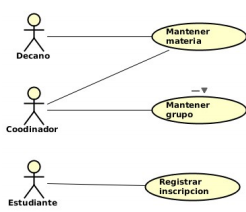 Mantener
materia
Decano
Mantener
grupo
Coodinador
Registrar
inscripcion
Estudiante